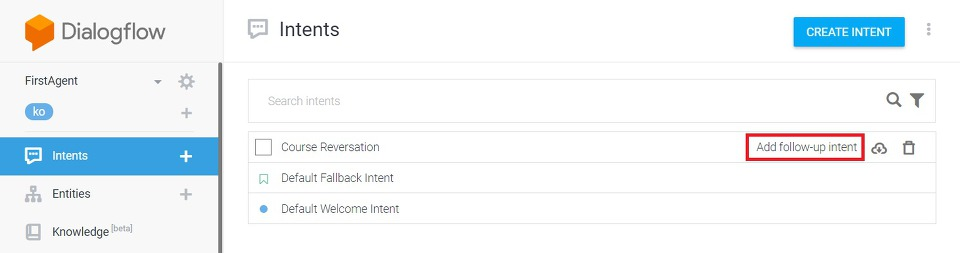 Dialogflow
Intents
CREATE INTENT
FirstAgent
ko
Search intents
Intents
Course Reversation
Add follow-up intent
Entities
Default Fallback Intent
Default Welcome Intent
Knowledge [beta]